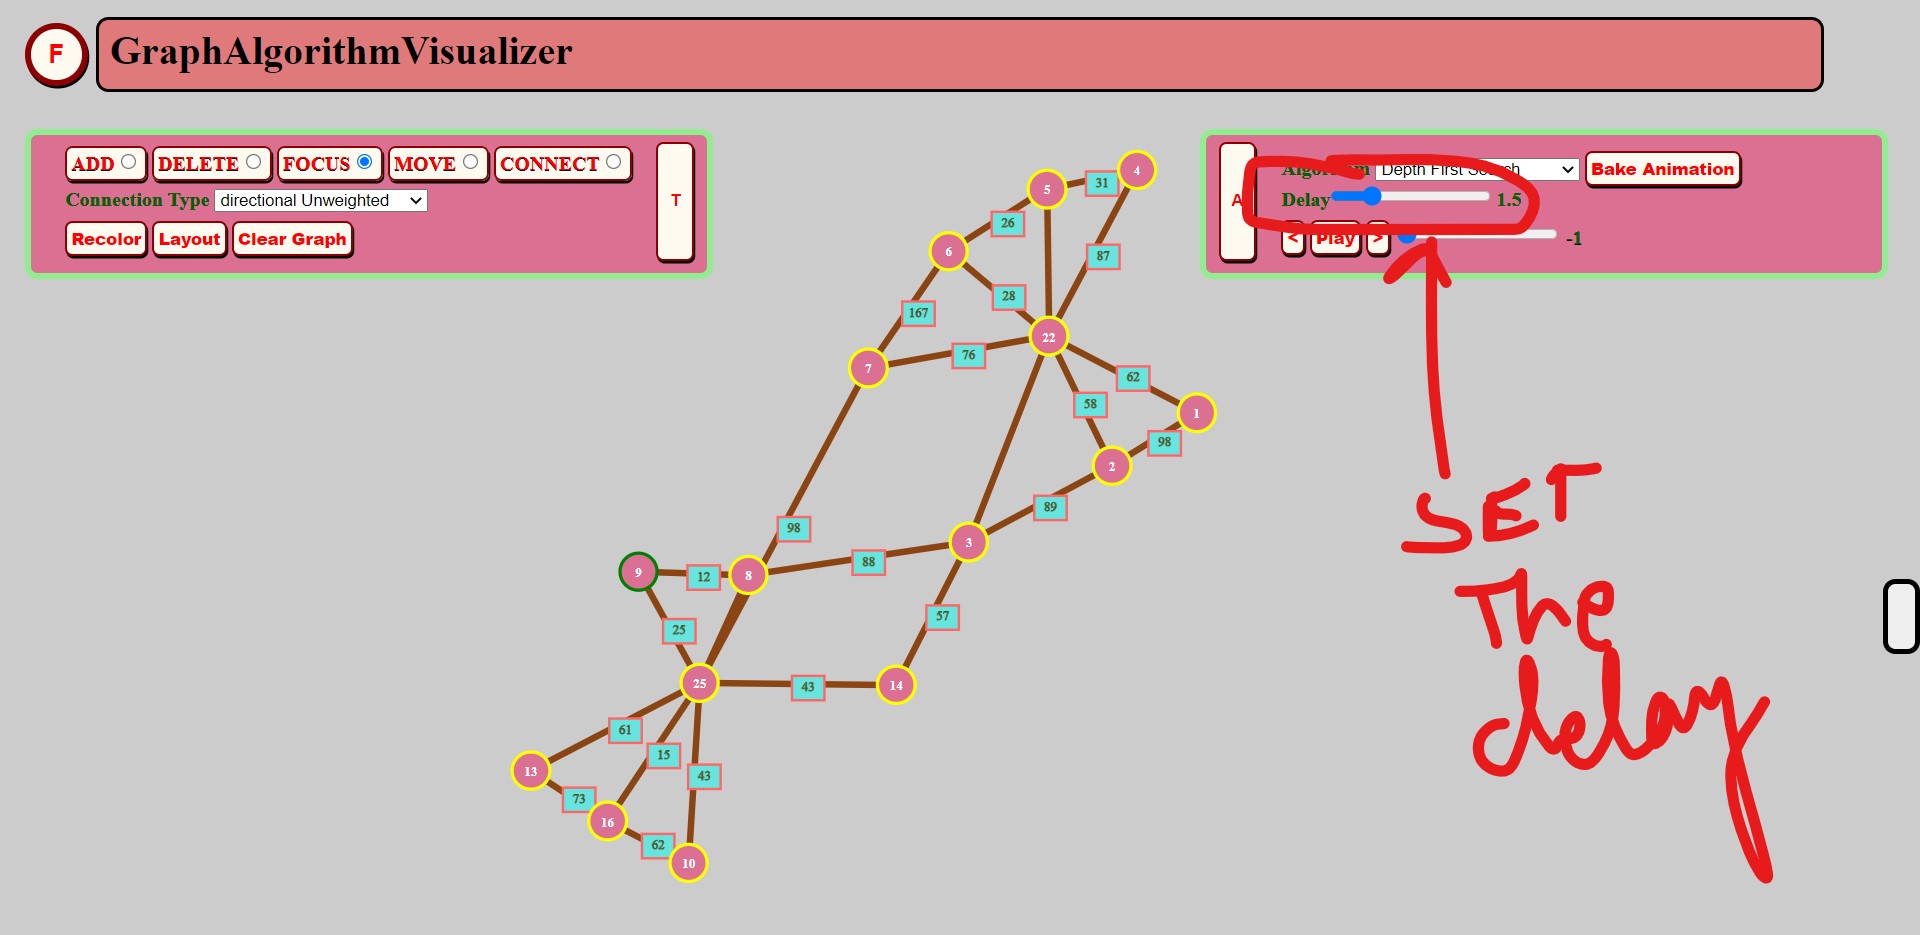 F
GraphAlgorithmVisualizer
ADD DELETE FOCUS MOVE CONNECT
Connection Type directional Unweighted
T
Recolor Layout Clear Graph
A
Algorithm Depth First Search Bake Animation
Delay 1.5
< Play > -1
4
5
31
26
6
87
28
167
22
76
7
62
58
1
98
2
89
98
3
88
9
12
8
57
25
25
43
14
61
15
13
43
73
16
62
10
SET
The
delay